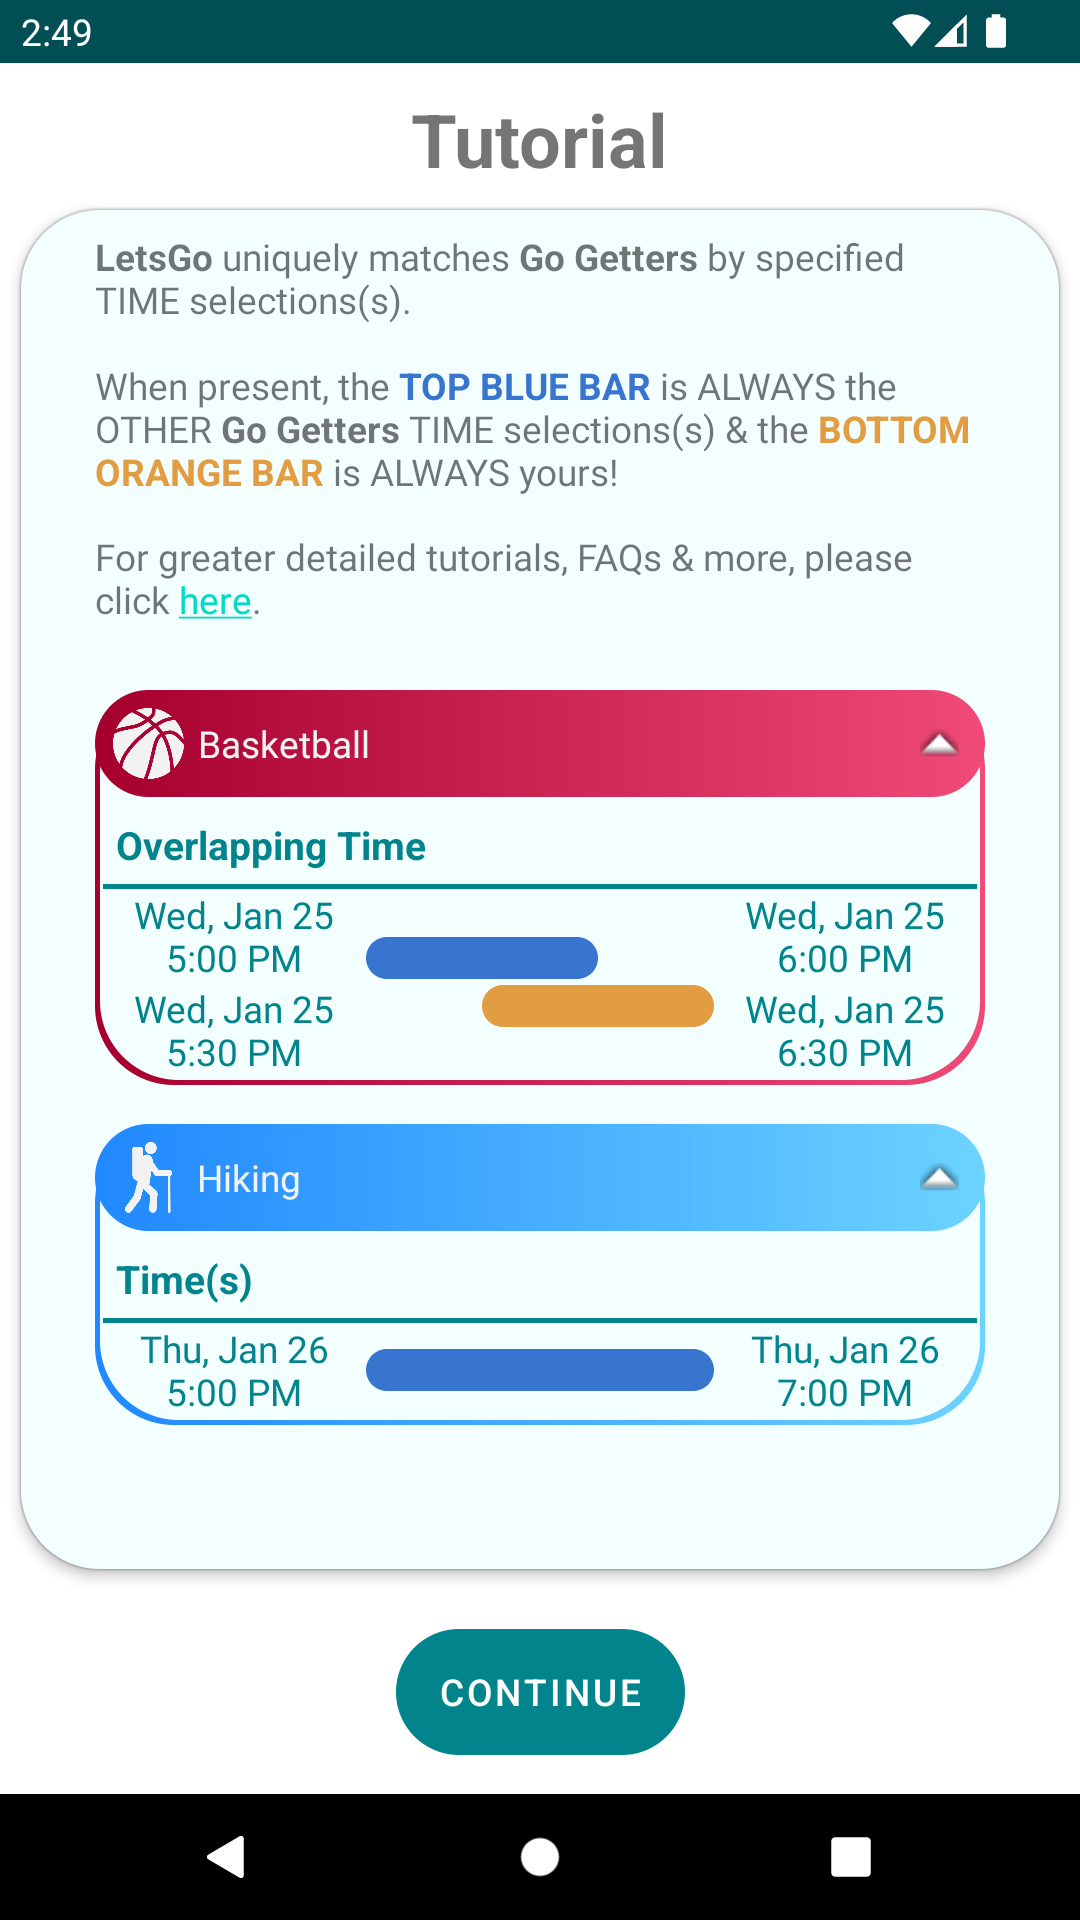 2:49
Tutorial
LetsGo uniquely matches Go Getters by specified
TIME selections(s).
When present, the TOP BLUE BAR is ALWAYS the
OTHER Go Getters TIME selections(s) & the BOTTOM
ORANGE BAR is ALWAYS yours!
For greater detailed tutorials, FAQs & more, please
click here.
Basketball
Overlapping Time
Wed, Jan 25 Wed, Jan 25
5:00 PM 6:00 PM
Wed, Jan 25 Wed, Jan 25
5:30 PM 6:30 PM
Hiking
Time(s)
Thu, Jan 26 Thu, Jan 26
5:00 PM 7:00 PM
CONTINUE